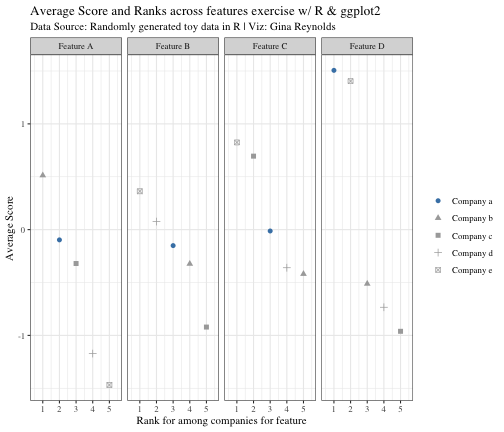 Average Score and Ranks across features exercise w/ R & ggplot2
Data Source: Randomly generated toy data in R | Viz: Gina Reynolds
Feature A Feature B Feature C Feature D
1
0
-1
Average Score
1 2 3 4 5 1 2 3 4 5 1 2 3 4 5 1 2 3 4 5
Rank for among companies for feature
Company a
Company b
Company c
Company d
Company e